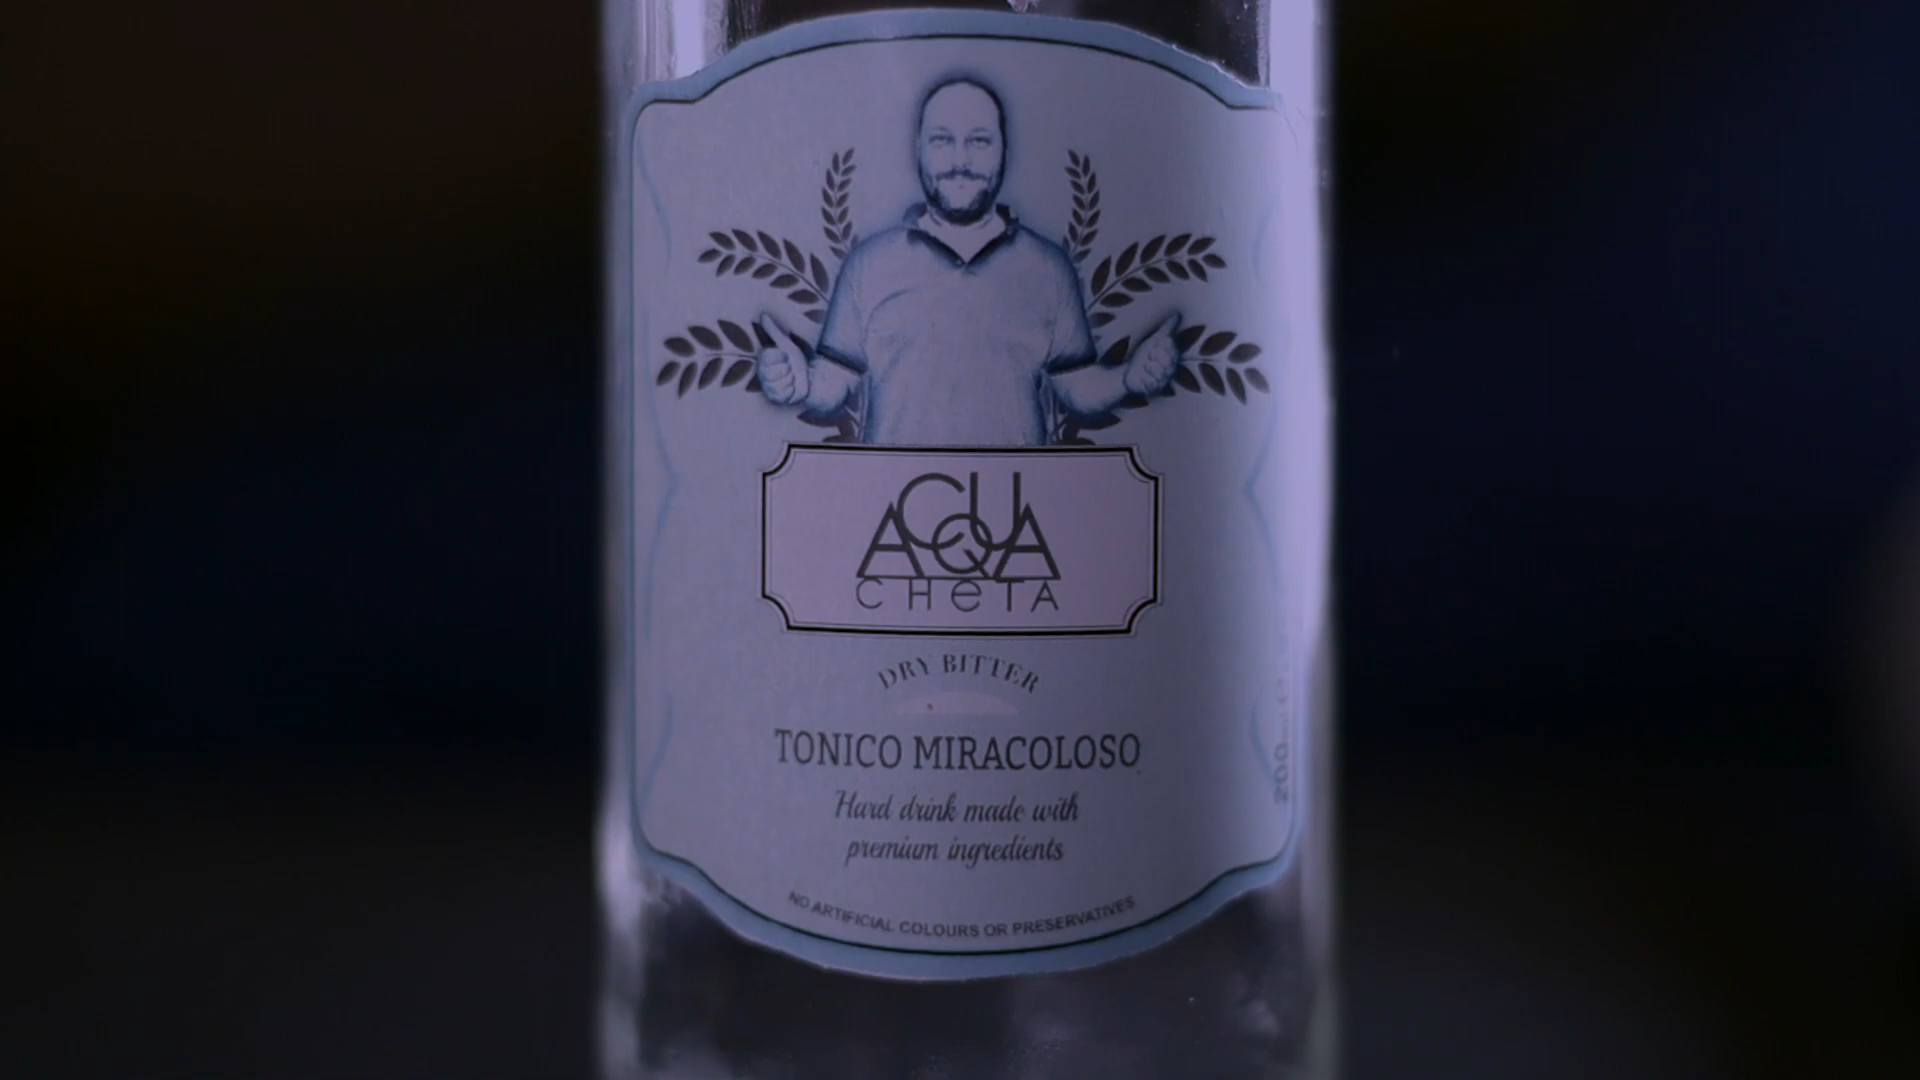 ACQUA
CHeTA
DRY BITTER
TONICO MIRACOLOSO
Hard drink made with
premium ingredients
NO ARTIFICIAL COLOURS OR PRESERVATIVES